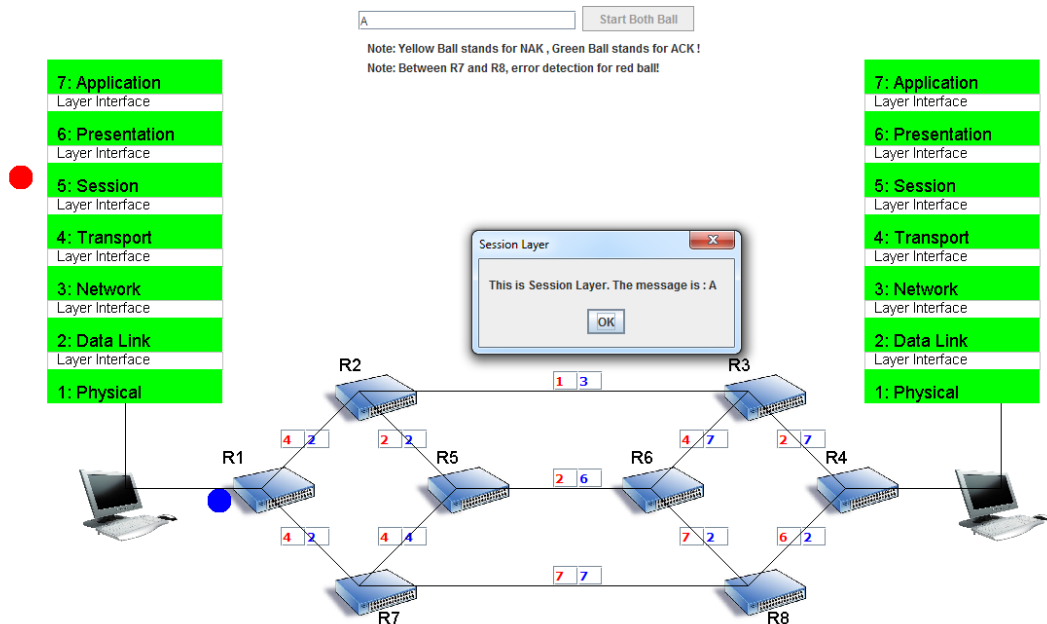 A
Start Both Ball
Note: Yellow Ball stands for NAK , Green Ball stands for ACK !
Note: Between R7 and R8, error detection for red ball!
7: Application
Layer Interface
6: Presentation
Layer Interface
5: Session
Layer Interface
4: Transport
Layer Interface
3: Network
Layer Interface
2: Data Link
Layer Interface
1: Physical
7: Application
Layer Interface
6: Presentation
Layer Interface
5: Session
Layer Interface
4: Transport
Layer Interface
3: Network
Layer Interface
2: Data Link
Layer Interface
1: Physical
Session Layer
This is Session Layer. The message is : A
OK
R2
R3
1 3
4 2
2 2
4 7
2 7
R1
R5
R6
R4
2 6
4 2
4 4
7 2
6 2
7 7
R7
R8